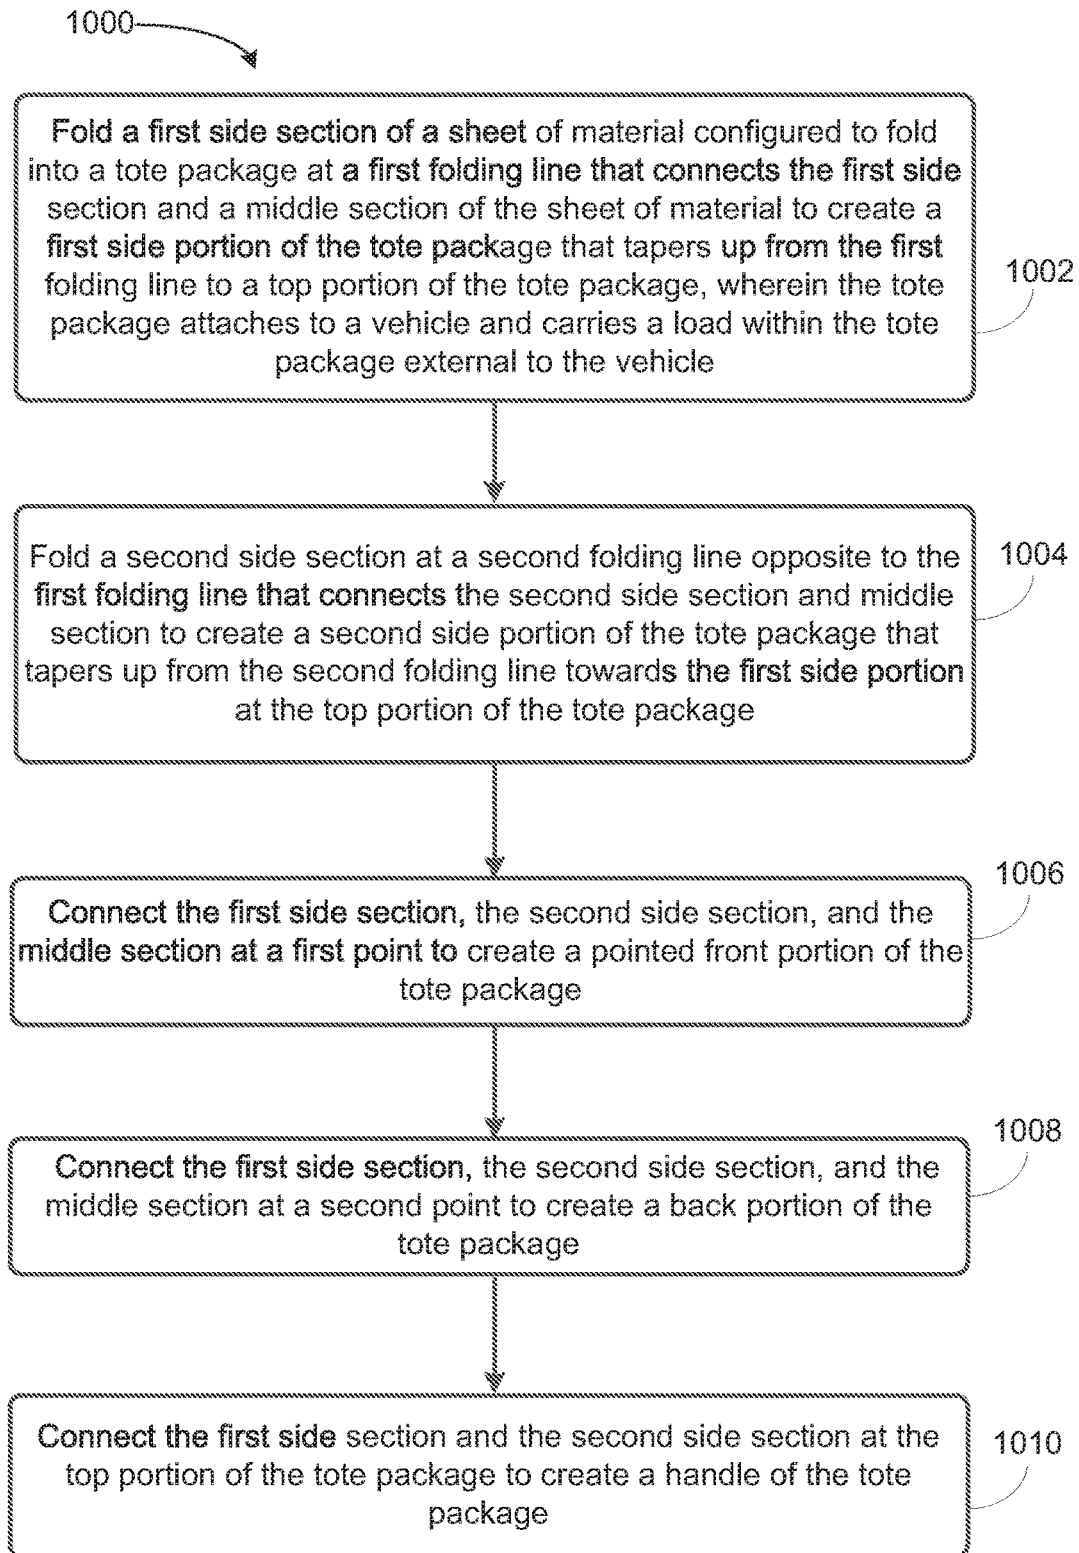 1000
Fold a first side section of a sheet of material configured to fold
into a tote package at a first folding line that connects the first side
section and a middle section of the sheet of material to create a
first side portion of the tote package that tapers up from the first
folding line to a top portion of the tote package, wherein the tote
package attaches to a vehicle and carries a load within the tote
package external to the vehicle
1002
Fold a second side section at a second folding line opposite to the
first folding line that connects the second side section and middle
section to create a second side portion of the tote package that
tapers up from the second folding line towards the first side portion
at the top portion of the tote package
1004
Connect the first side section, the second side section, and the
middle section at a first point to create a pointed front portion of the
tote package
1006
Connect the first side section, the second side section, and the
middle section at a second point to create a back portion of the
tote package
1008
Connect the first side section and the second side section at the
top portion of the tote package to create a handle of the tote
package
1010